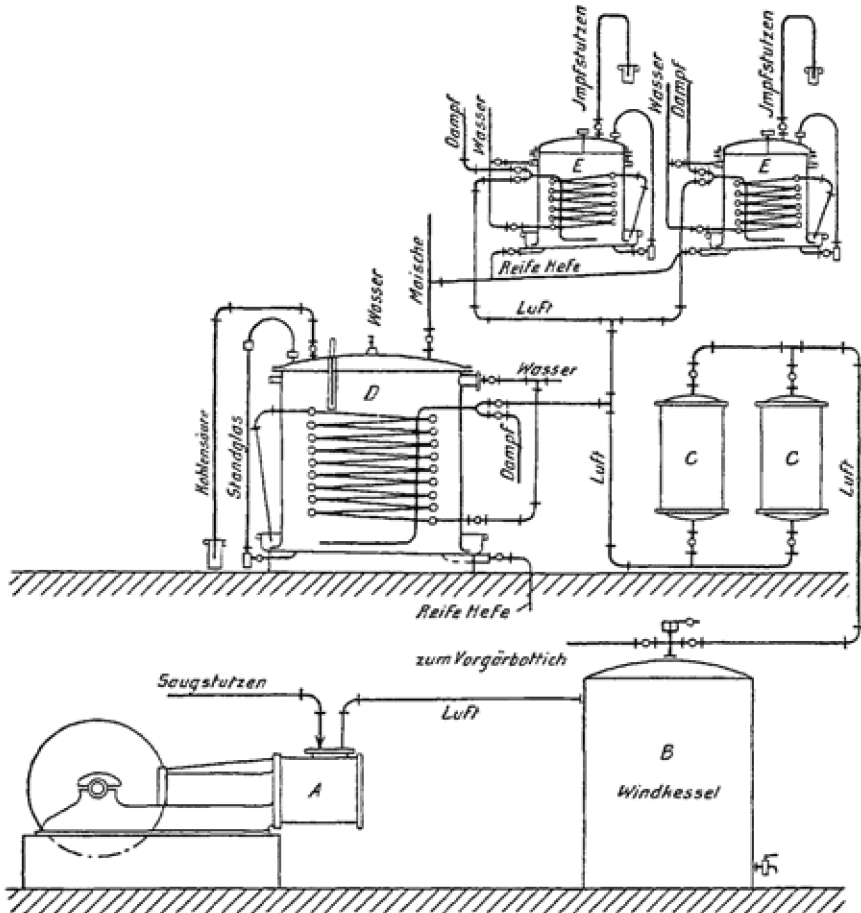 Jmpfstutzen
Jmpfstutzen
Dampf
Wasser
Wasser
Dampf
E
E
Maische
Reife Hefe
Luft
Wasser
Wasser
D
Kohlensäure
Standglas
Dampf
Luft
C
C
Luft
Reife Hefe
zum Vorgärbottich
Saugstutzen
Luft
A
B
Windkessel